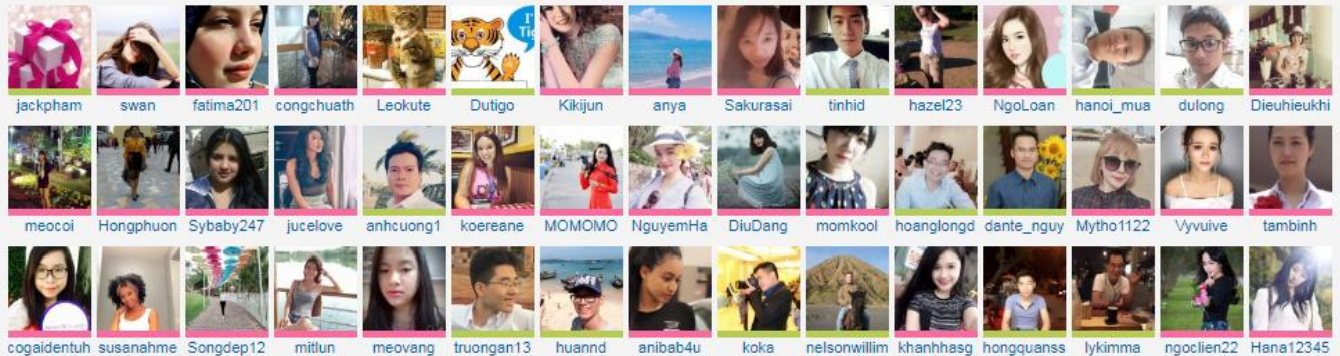 I'
Tig
jackpham swan fatima201 congchuath Leokute Dutigo Kikijun anya Sakurasai tinhid hazel23 NgoLoan hanoi_mua dulong Dieuhieukhi
meocoi Hongphuon Sybaby247 jucelove anhcuong1 koereane MOMOMO NguyemHa DiuDang momkool hoanglongd dante_nguy Mytho1122 Vyvuive tambinh
cogaidentuh susanahme Songdep12 mitlun meovang truongan13 huannd anibab4u koka nelsonwillim khanhhasg hongquanss lykimma ngoclien22 Hana12345